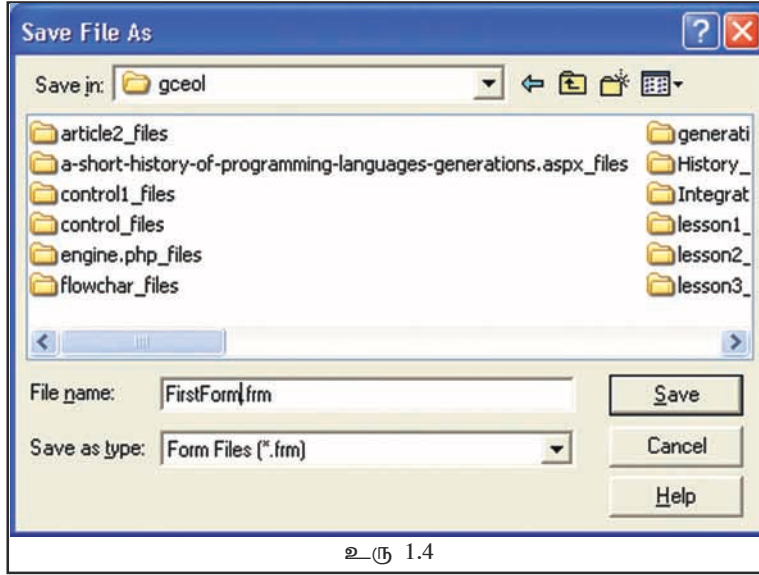 Save File As
Save in: gceol
article2_files
a-short-history-of-programming-languages-generations.aspx_files
control1_files
control_files
engine.php_files
flowchar_files
generati
History_
Integrat
lesson1_
lesson2_
lesson3_
File name: FirstForm.frm
Save
Save as type: Form Files (*.frm)
Cancel
Help
உரு 1.4